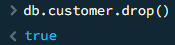 > db.customer.drop()
< true